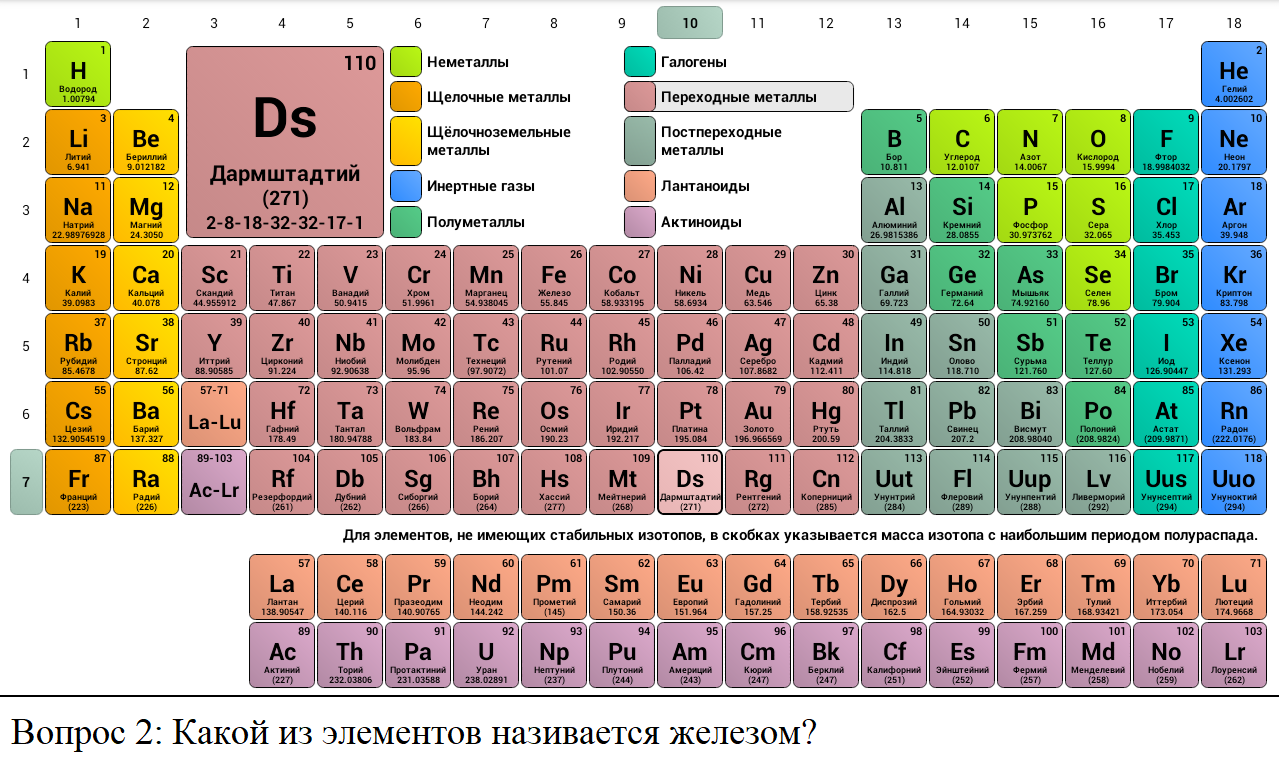 1 2 3 4 5 6 7 8 9 10 11 12 13 14 15 16 17 18
1
1 H Водород 1.00794
110 Ds Дармштадтий (271) 2-8-18-32-32-17-1
Неметаллы
Щелочные металлы
Щёлочноземельные
металлы
Инертные газы
Полуметаллы
Галогены
Переходные металлы
Постпереходные
металлы
Лантаноиды
Актиноиды
2 He Гелий 4.002602
2
3 Li Литий 6.941
4 Be Бериллий 9.012182
5 B Бор 10.811
6 C Углерод 12.0107
7 N Азот 14.0067
8 O Кислород 15.9994
9 F Фтор 18.9984032
10 Ne Неон 20.1797
3
11 Na Натрий 22.98976928
12 Mg Магний 24.3050
13 Al Алюминий 26.9815386
14 Si Кремний 28.0855
15 P Фосфор 30.973762
16 S Сера 32.065
17 Cl Хлор 35.453
18 Ar Аргон 39.948
4
19 K Калий 39.0983
20 Ca Кальций 40.078
21 Sc Скандий 44.955912
22 Ti Титан 47.867
23 V Ванадий 50.9415
24 Cr Хром 51.9961
25 Mn Марганец 54.938045
26 Fe Железо 55.845
27 Co Кобальт 58.933195
28 Ni Никель 58.6934
29 Cu Медь 63.546
30 Zn Цинк 65.38
31 Ga Галлий 69.723
32 Ge Германий 72.64
33 As Мышьяк 74.92160
34 Se Селен 78.96
35 Br Бром 79.904
36 Kr Криптон 83.798
5
37 Rb Рубидий 85.4678
38 Sr Стронций 87.62
39 Y Иттрий 88.90585
40 Zr Цирконий 91.224
41 Nb Ниобий 92.90638
42 Mo Молибден 95.96
43 Tc Технеций (97.9072)
44 Ru Рутений 101.07
45 Rh Родий 102.90550
46 Pd Палладий 106.42
47 Ag Серебро 107.8682
48 Cd Кадмий 112.411
49 In Индий 114.818
50 Sn Олово 118.710
51 Sb Сурьма 121.760
52 Te Теллур 127.60
53 I Иод 126.90447
54 Xe Ксенон 131.293
6
55 Cs Цезий 132.9054519
56 Ba Барий 137.327
57-71 La-Lu
72 Hf Гафний 178.49
73 Ta Тантал 180.94788
74 W Вольфрам 183.84
75 Re Рений 186.207
76 Os Осмий 190.23
77 Ir Иридий 192.217
78 Pt Платина 195.084
79 Au Золото 196.966569
80 Hg Ртуть 200.59
81 Tl Таллий 204.3833
82 Pb Свинец 207.2
83 Bi Висмут 208.98040
84 Po Полоний (208.9824)
85 At Астат (209.9871)
86 Rn Радон (222.0176)
7
87 Fr Франций (223)
88 Ra Радий (226)
89-103 Ac-Lr
104 Rf Резерфордий (261)
105 Db Дубний (262)
106 Sg Сиборгий (266)
107 Bh Борий (264)
108 Hs Хассий (277)
109 Mt Мейтнерий (268)
110 Ds Дармштадтий (271)
111 Rg Рентгений (272)
112 Cn Коперниций (285)
113 Uut Унунтрий (284)
114 Fl Флеровий (289)
115 Uup Унунпентий (288)
116 Lv Ливерморий (292)
117 Uus Унунсептий (294)
118 Uuo Унуноктий (294)
Для элементов, не имеющих стабильных изотопов, в скобках указывается масса изотопа с наибольшим периодом полураспада.
57 La Лантан 138.90547
58 Ce Церий 140.116
59 Pr Празеодим 140.90765
60 Nd Неодим 144.242
61 Pm Прометий (145)
62 Sm Самарий 150.36
63 Eu Европий 151.964
64 Gd Гадолиний 157.25
65 Tb Тербий 158.92535
66 Dy Диспрозий 162.5
67 Ho Гольмий 164.93032
68 Er Эрбий 167.259
69 Tm Тулий 168.93421
70 Yb Иттербий 173.054
71 Lu Лютеций 174.9668
89 Ac Актиний (227)
90 Th Торий 232.03806
91 Pa Протактиний 231.03588
92 U Уран 238.02891
93 Np Нептуний (237)
94 Pu Плутоний (244)
95 Am Америций (243)
96 Cm Кюрий (247)
97 Bk Берклий (247)
98 Cf Калифорний (251)
99 Es Эйнштейний (252)
100 Fm Фермий (257)
101 Md Менделевий (258)
102 No Нобелий (259)
103 Lr Лоуренсий (262)
Вопрос 2: Какой из элементов називается железом?